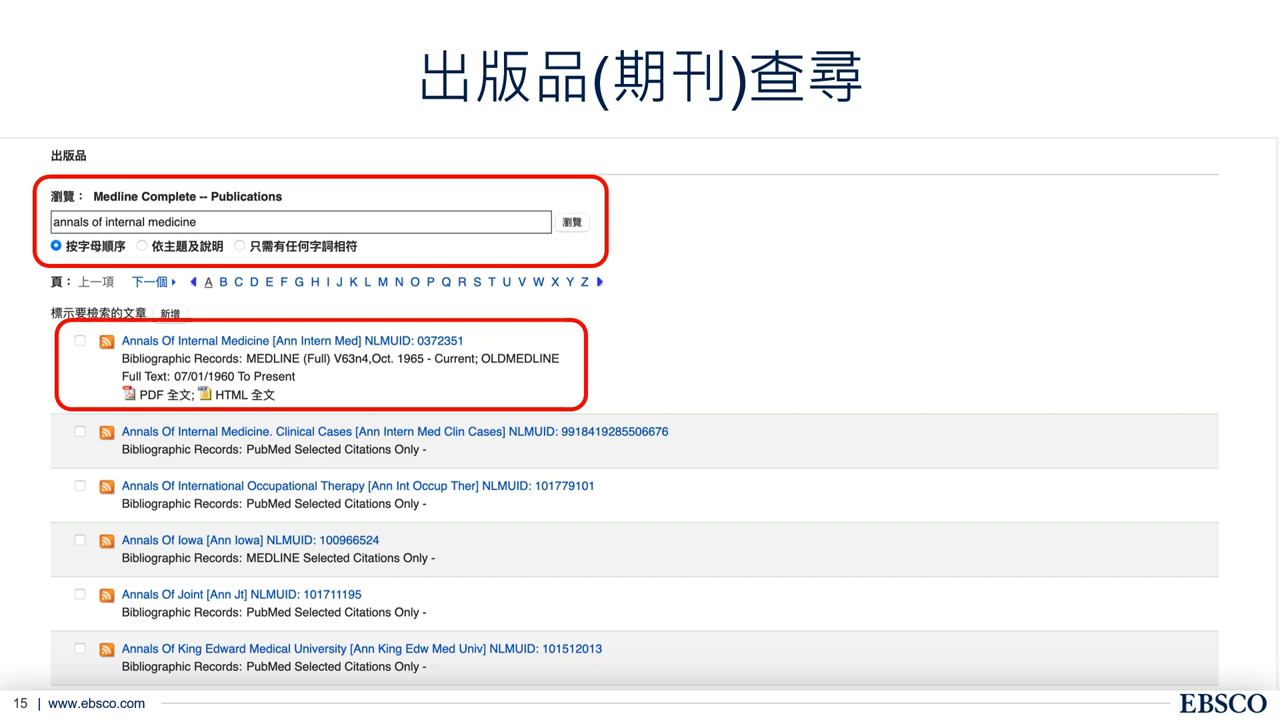 出版品(期刊)查尋
出版品
瀏覽： Medline Complete -- Publications
annals of internal medicine 瀏覽
按字母順序 依主題及說明 只需有任何字詞相符
頁： 上一項 下一個 A B C D E F G H I J K L M N O P Q R S T U V W X Y Z
標示要檢索的文章 新增
Annals Of Internal Medicine [Ann Intern Med] NLMUID: 0372351
Bibliographic Records: MEDLINE (Full) V63n4,Oct. 1965 - Current; OLDMEDLINE
Full Text: 07/01/1960 To Present
PDF 全文; HTML 全文
Annals Of Internal Medicine. Clinical Cases [Ann Intern Med Clin Cases] NLMUID: 9918419285506676
Bibliographic Records: PubMed Selected Citations Only -
Annals Of International Occupational Therapy [Ann Int Occup Ther] NLMUID: 101779101
Bibliographic Records: PubMed Selected Citations Only -
Annals Of Iowa [Ann Iowa] NLMUID: 100966524
Bibliographic Records: MEDLINE Selected Citations Only -
Annals Of Joint [Ann Jt] NLMUID: 101711195
Bibliographic Records: PubMed Selected Citations Only -
Annals Of King Edward Medical University [Ann King Edw Med Univ] NLMUID: 101512013
Bibliographic Records: PubMed Selected Citations Only -
15 | www.ebsco.com EBSCO